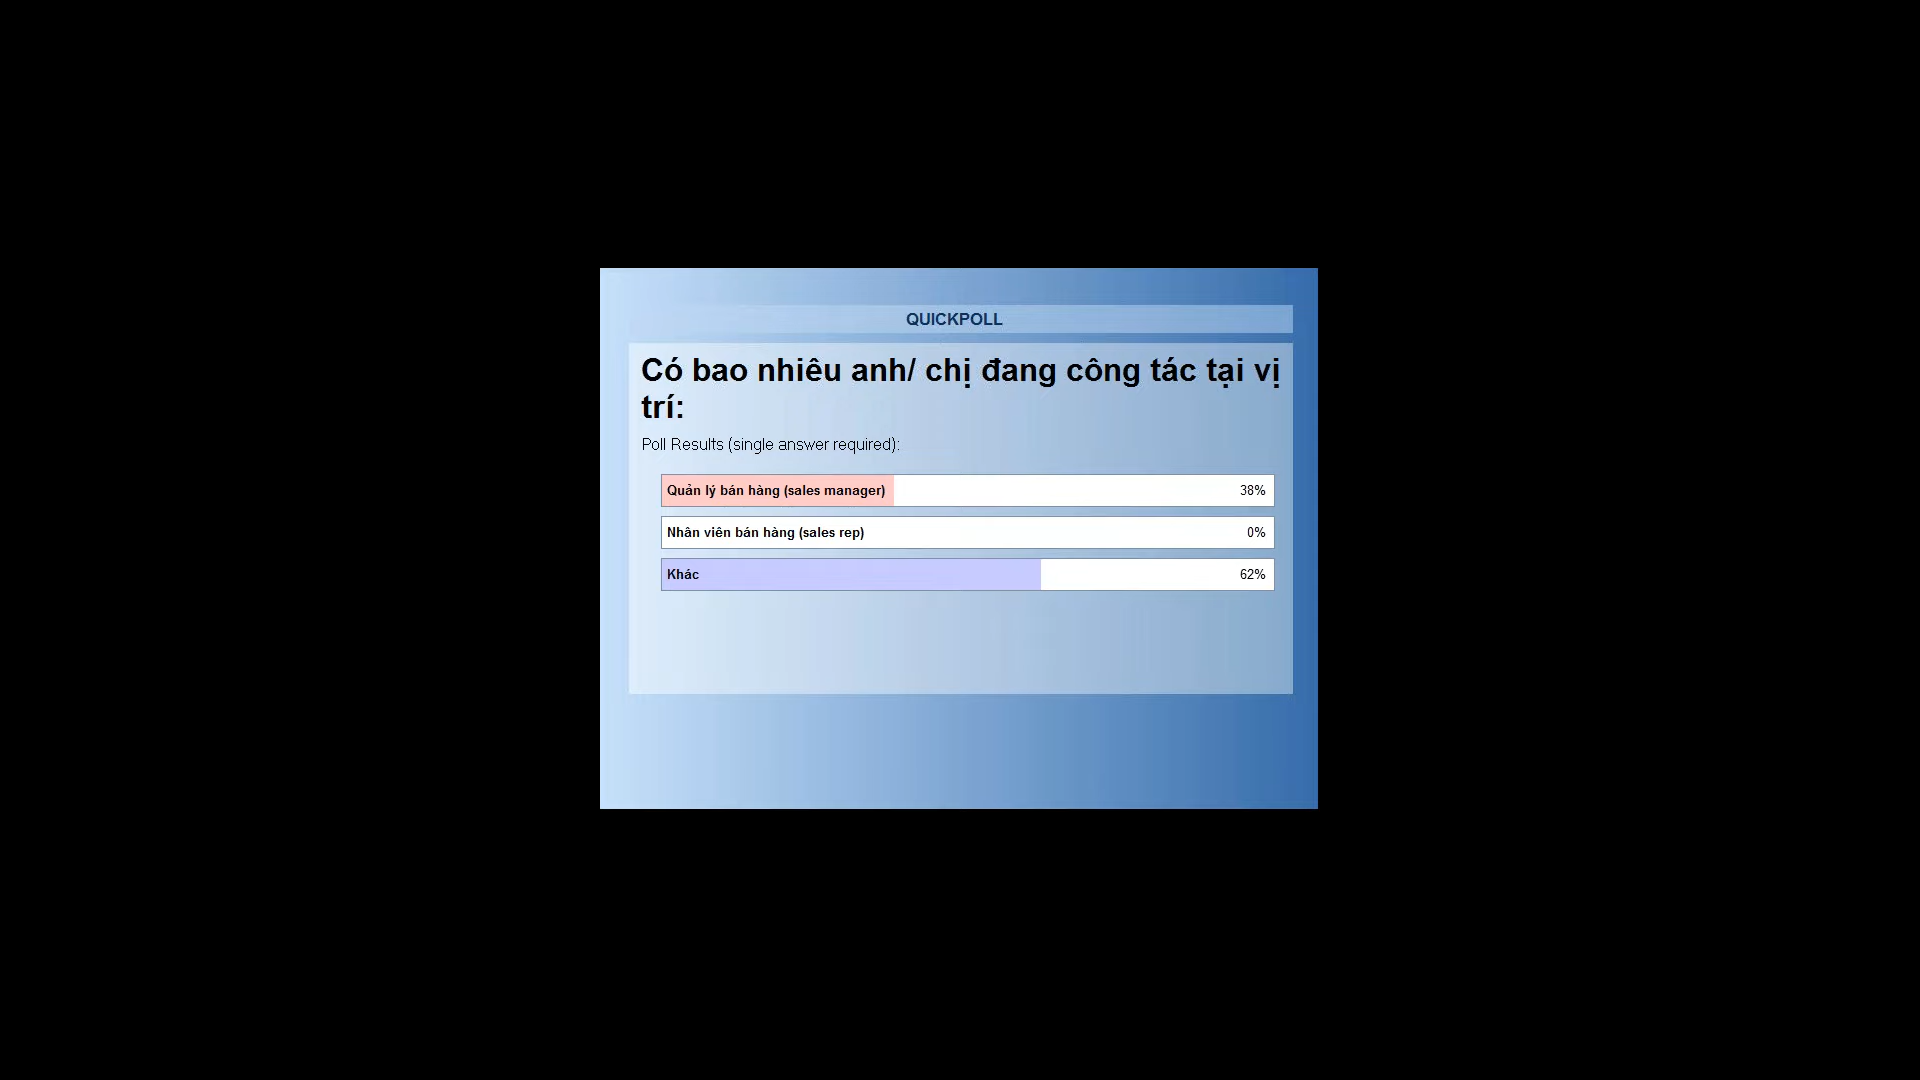 QUICKPOLL
Có bao nhiêu anh/ chị đang công tác tại vị
trí:
Poll Results (single answer required):
Quản lý bán hàng (sales manager) 38%
Nhân viên bán hàng (sales rep) 0%
Khác 62%